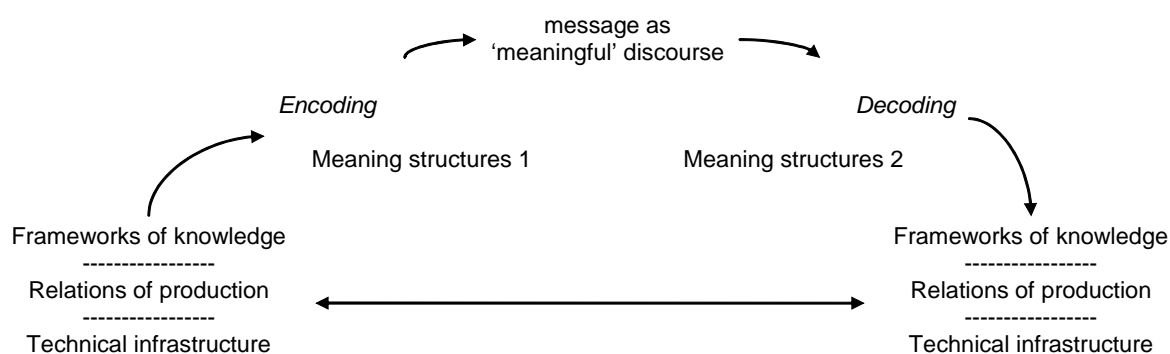 message as
‘meaningful’ discourse
Encoding
Decoding
Meaning structures 1
Meaning structures 2
Frameworks of knowledge
-----------------
Relations of production
-----------------
Technical infrastructure
Frameworks of knowledge
-----------------
Relations of production
-----------------
Technical infrastructure